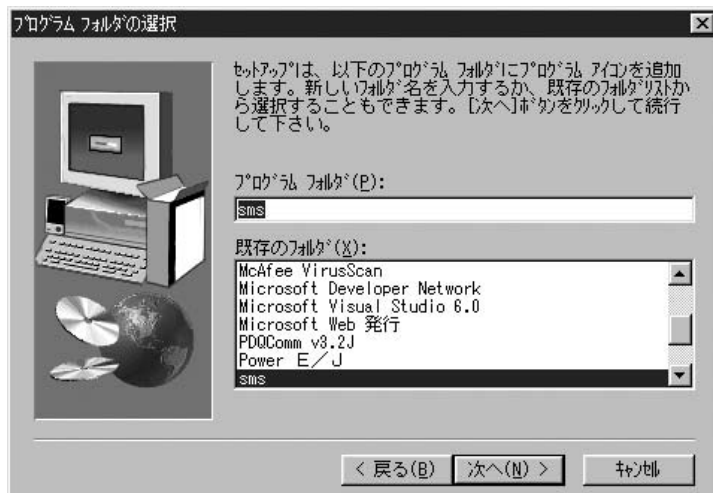 ﾌﾟﾛｸﾞﾗﾑ ﾌｫﾙﾀﾞの選択
ｾｯﾄｱｯﾌﾟは、以下のﾌﾟﾛｸﾞﾗﾑ ﾌｫﾙﾀﾞにﾌﾟﾛｸﾞﾗﾑ ｱｲｺﾝを追加
します。新しいﾌｫﾙﾀﾞ名を入力するか、既存のﾌｫﾙﾀﾞﾘｽﾄか
ら選択することもできます。[次へ]ﾎﾞﾀﾝをｸﾘｯｸして続行
して下さい。
ﾌﾟﾛｸﾞﾗﾑ ﾌｫﾙﾀﾞ(P):
sms
既存のﾌｫﾙﾀﾞ(X):
McAfee VirusScan
Microsoft Developer Network
Microsoft Visual Studio 6.0
Microsoft Web 発行
PDQComm v3.2J
Power Ｅ／Ｊ
sms
< 戻る(B)
次へ(N) >
ｷｬﾝｾﾙ